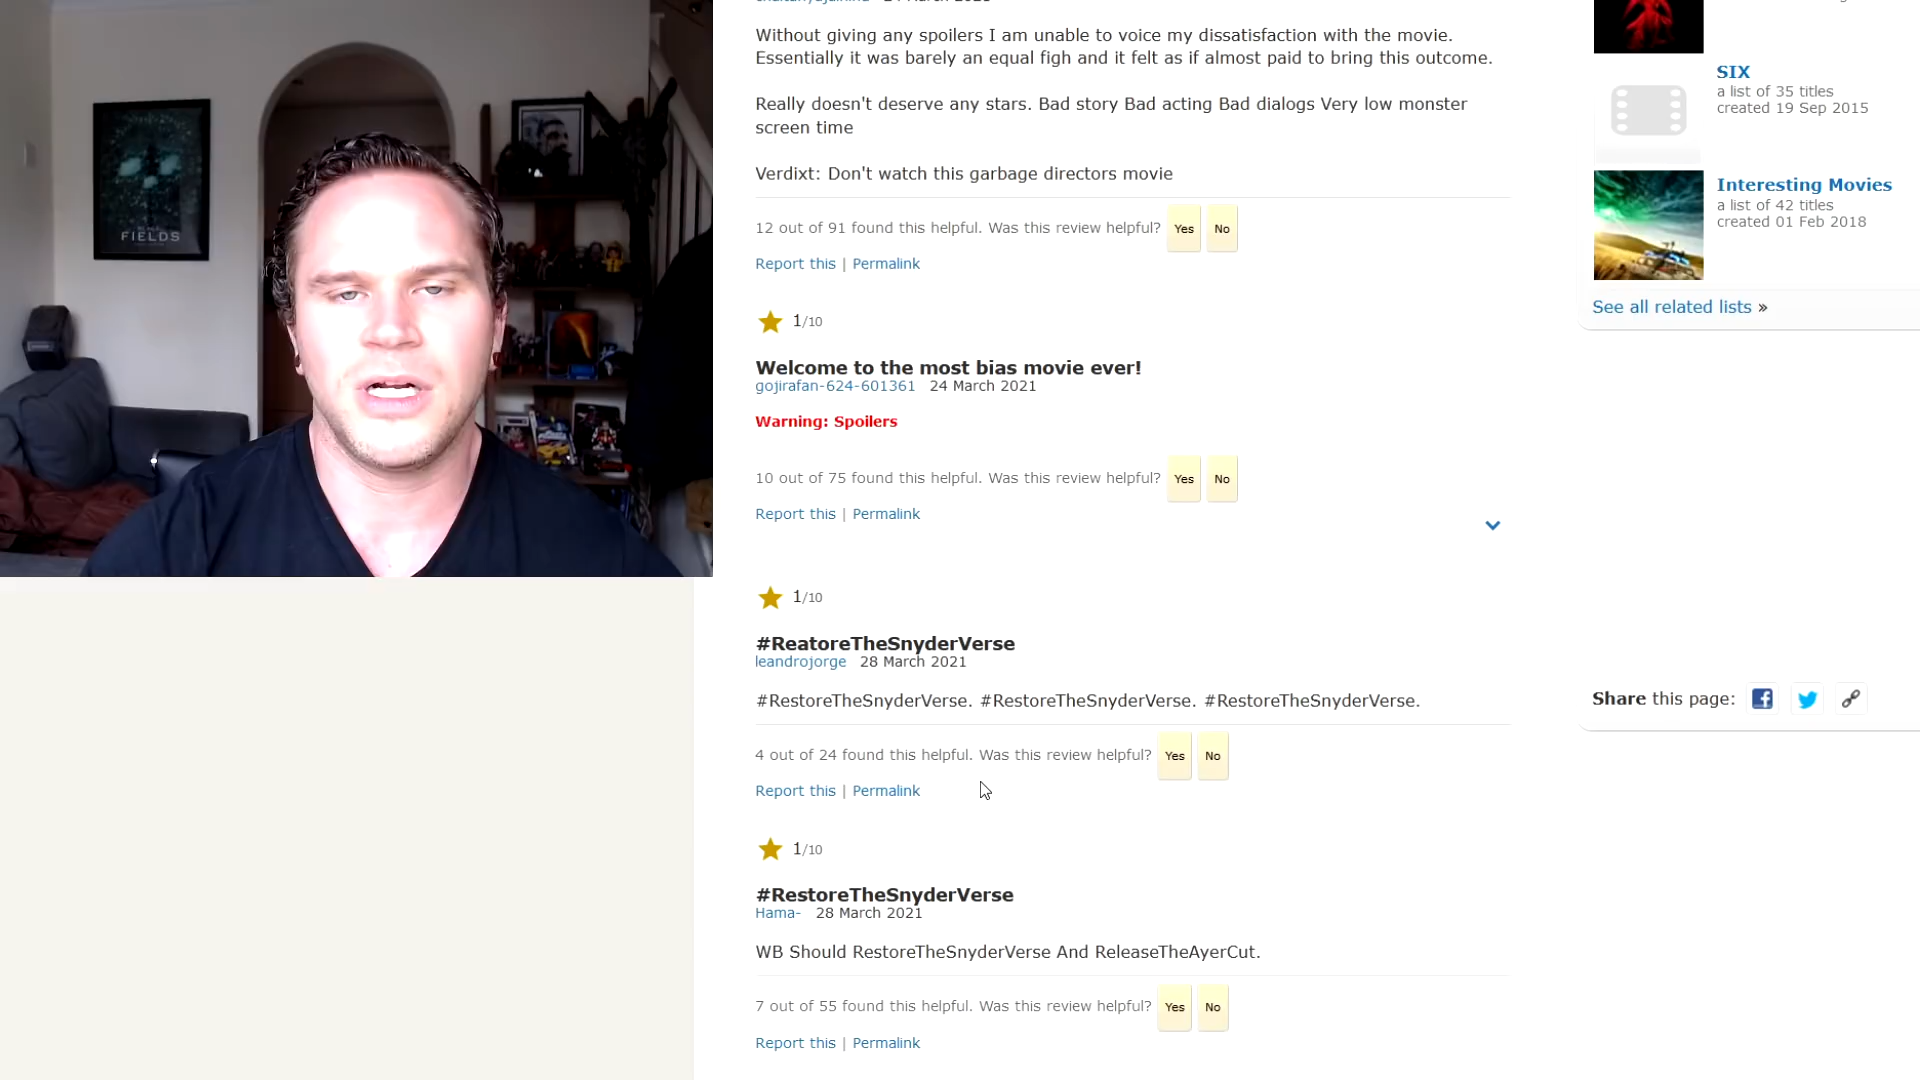 FIELDS
Without giving any spoilers I am unable to voice my dissatisfaction with the movie.
Essentially it was barely an equal figh and it felt as if almost paid to bring this outcome.
Really doesn't deserve any stars. Bad story Bad acting Bad dialogs Very low monster
screen time
Verdixt: Don't watch this garbage directors movie
12 out of 91 found this helpful. Was this review helpful? Yes No
Report this | Permalink
1/10
Welcome to the most bias movie ever!
gojirafan-624-601361 24 March 2021
Warning: Spoilers
10 out of 75 found this helpful. Was this review helpful? Yes No
Report this | Permalink
1/10
#ReatoreTheSnyderVerse
leandrojorge 28 March 2021
#RestoreTheSnyderVerse. #RestoreTheSnyderVerse. #RestoreTheSnyderVerse.
4 out of 24 found this helpful. Was this review helpful? Yes No
Report this | Permalink
1/10
#RestoreTheSnyderVerse
Hama- 28 March 2021
WB Should RestoreTheSnyderVerse And ReleaseTheAyerCut.
7 out of 55 found this helpful. Was this review helpful? Yes No
Report this | Permalink
SIX
a list of 35 titles
created 19 Sep 2015
Interesting Movies
a list of 42 titles
created 01 Feb 2018
See all related lists »
Share this page: